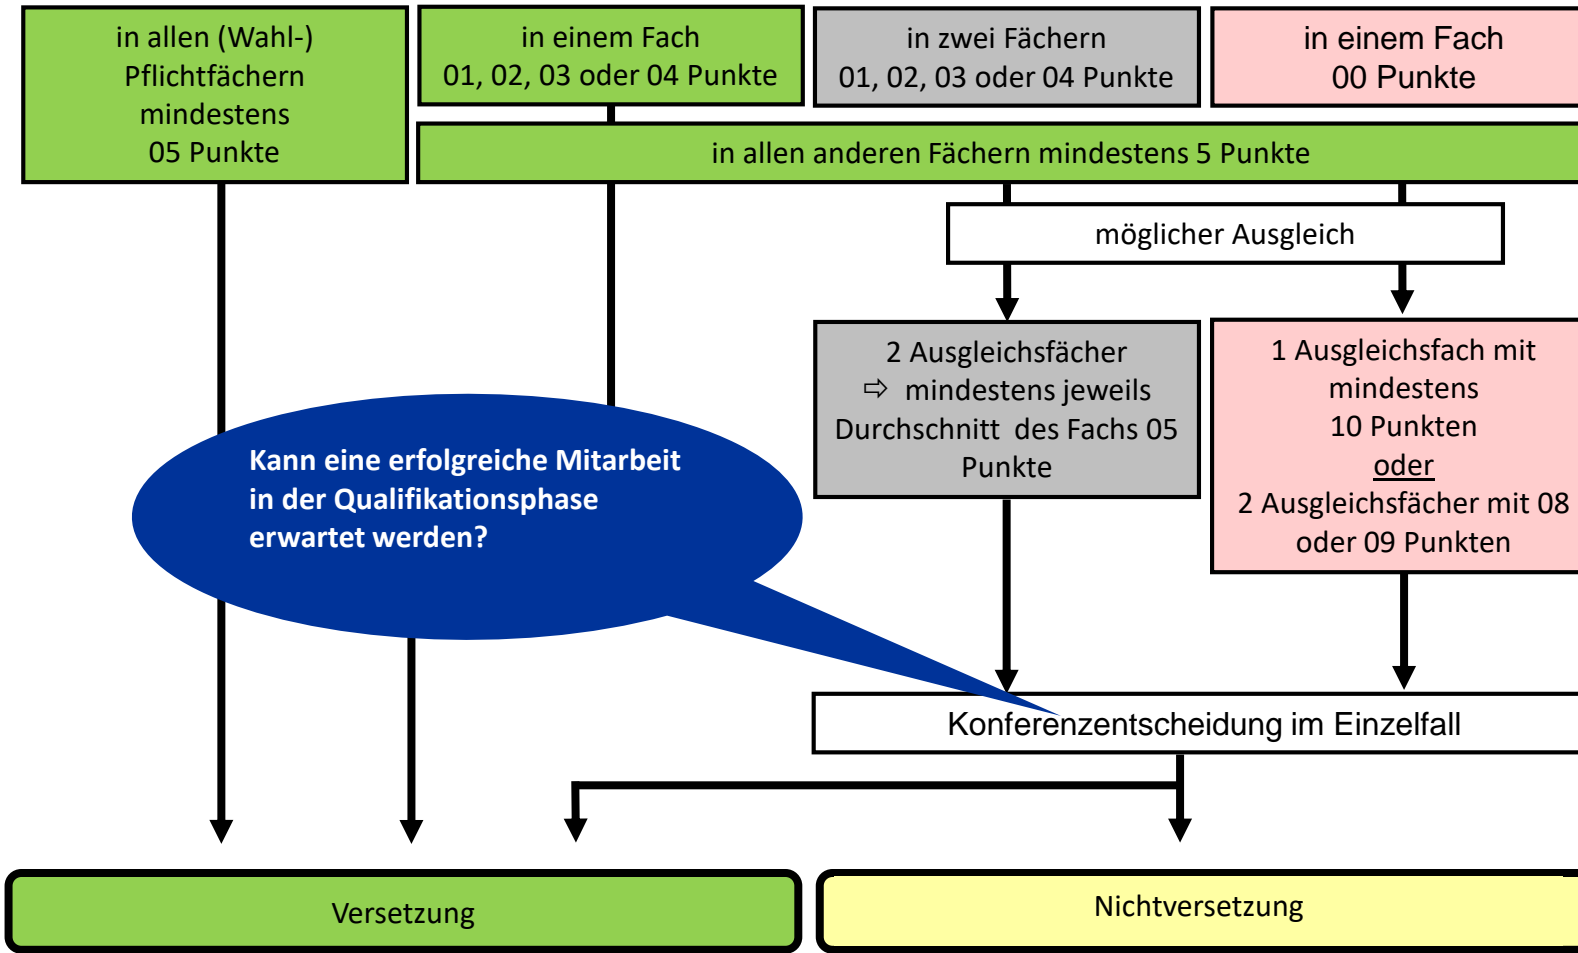 in allen (Wahl-)
Pflichtfächern
mindestens
05 Punkte
in einem Fach
01, 02, 03 oder 04 Punkte
in zwei Fächern
01, 02, 03 oder 04 Punkte
in einem Fach
00 Punkte
in allen anderen Fächern mindestens 5 Punkte
möglicher Ausgleich
2 Ausgleichsfächer
⇨ mindestens jeweils
Durchschnitt des Fachs 05
Punkte
1 Ausgleichsfach mit
mindestens
10 Punkten
oder
2 Ausgleichsfächer mit 08
oder 09 Punkten
Kann eine erfolgreiche Mitarbeit
in der Qualifikationsphase
erwartet werden?
Konferenzentscheidung im Einzelfall
Versetzung
Nichtversetzung